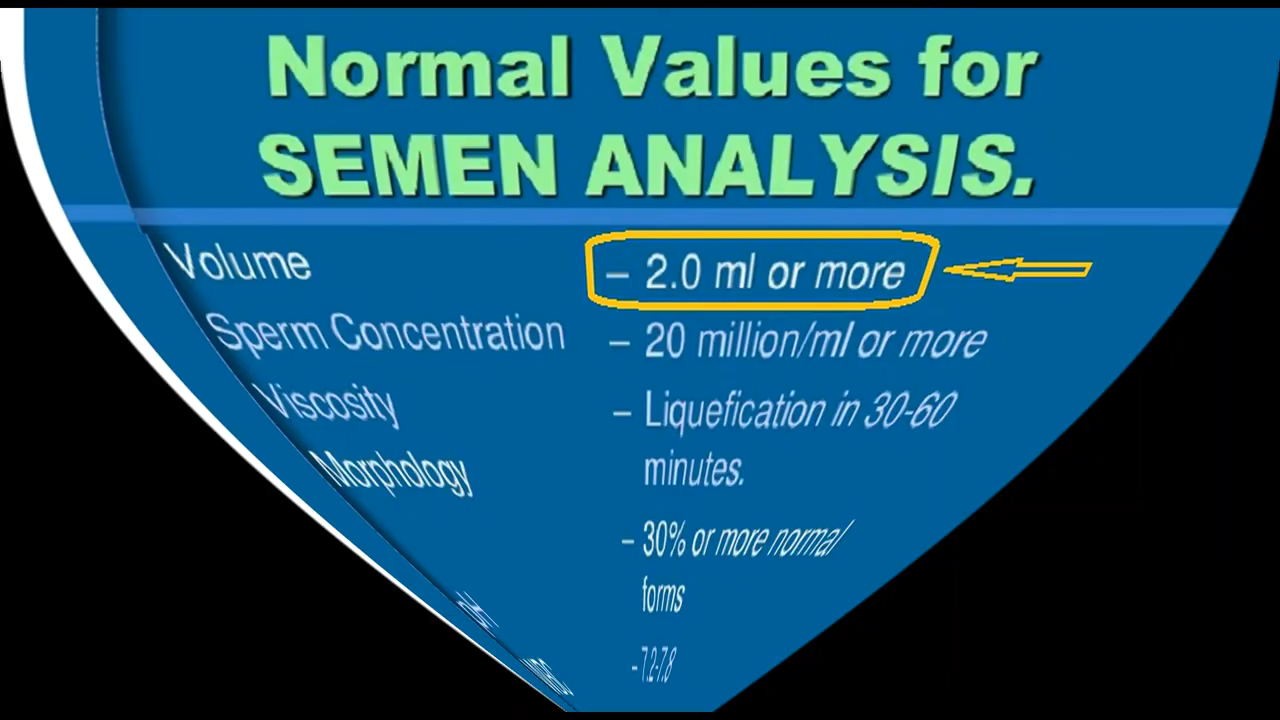 Normal Values for
SEMEN ANALYSIS.
Volume – 2.0 ml or more
Sperm Concentration – 20 million/ml or more
Viscosity – Liquefication in 30-60
minutes.
Morphology – 30% or more normal
forms
– 7.2-7.8